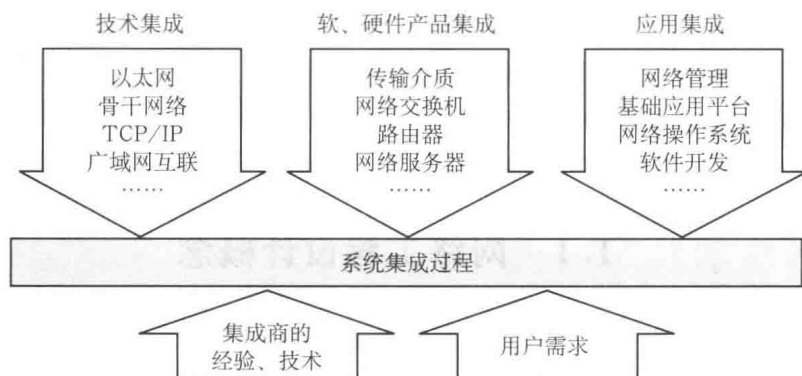 技术集成
软、硬件产品集成
应用集成
以太网
骨干网络
TCP/IP
广域网互联
……
传输介质
网络交换机
路由器
网络服务器
……
网络管理
基础应用平台
网络操作系统
软件开发
……
系统集成过程
集成商的
经验、技术
用户需求